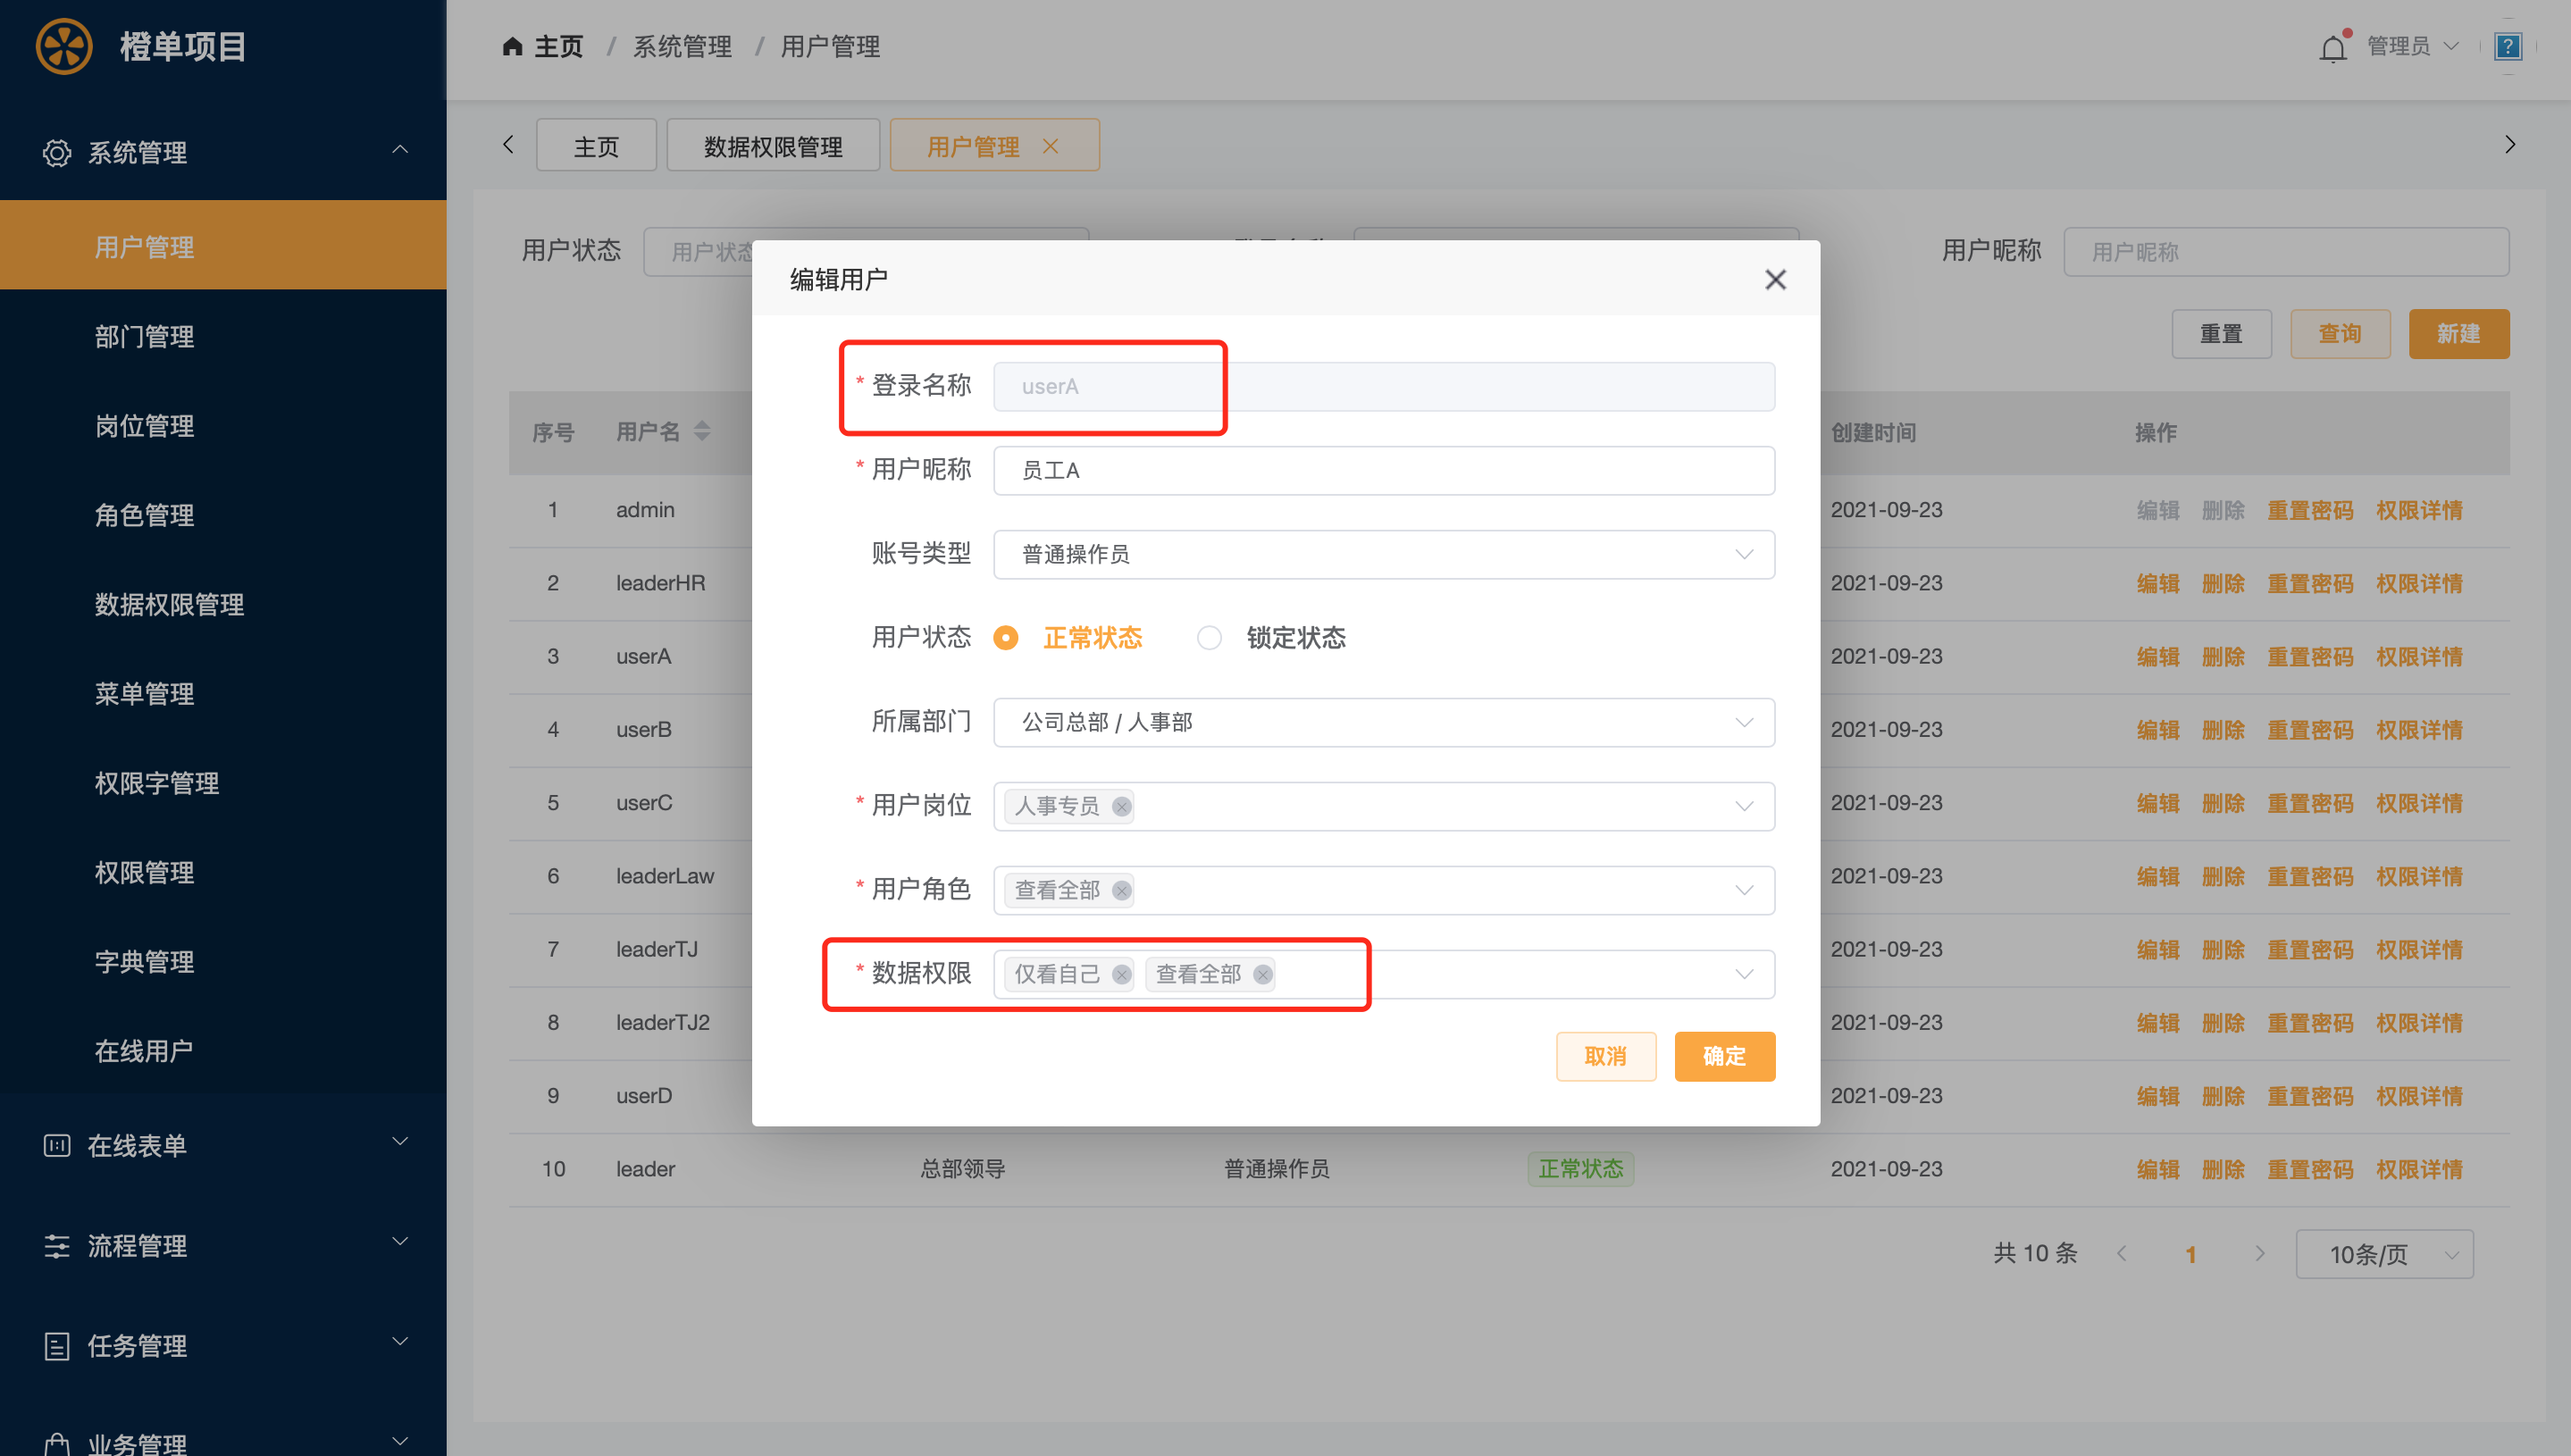 橙单项目
主页 / 系统管理 / 用户管理
管理员
系统管理
用户管理
部门管理
岗位管理
角色管理
数据权限管理
菜单管理
权限字管理
权限管理
字典管理
在线用户
在线表单
流程管理
任务管理
业务管理
主页 数据权限管理 用户管理
用户状态 用户状态 用户昵称 用户昵称
重置 查询 新建
序号 用户名 创建时间 操作
1 admin 2021-09-23 编辑 删除 重置密码 权限详情
2 leaderHR 2021-09-23 编辑 删除 重置密码 权限详情
3 userA 2021-09-23 编辑 删除 重置密码 权限详情
4 userB 2021-09-23 编辑 删除 重置密码 权限详情
5 userC 2021-09-23 编辑 删除 重置密码 权限详情
6 leaderLaw 2021-09-23 编辑 删除 重置密码 权限详情
7 leaderTJ 2021-09-23 编辑 删除 重置密码 权限详情
8 leaderTJ2 2021-09-23 编辑 删除 重置密码 权限详情
9 userD 2021-09-23 编辑 删除 重置密码 权限详情
10 leader 总部领导 普通操作员 正常状态 2021-09-23 编辑 删除 重置密码 权限详情
共 10 条 1 10条/页
编辑用户
* 登录名称 userA
* 用户昵称 员工A
账号类型 普通操作员
用户状态 正常状态 锁定状态
所属部门 公司总部 / 人事部
* 用户岗位 人事专员
* 用户角色 查看全部
* 数据权限 仅看自己 查看全部
取消 确定